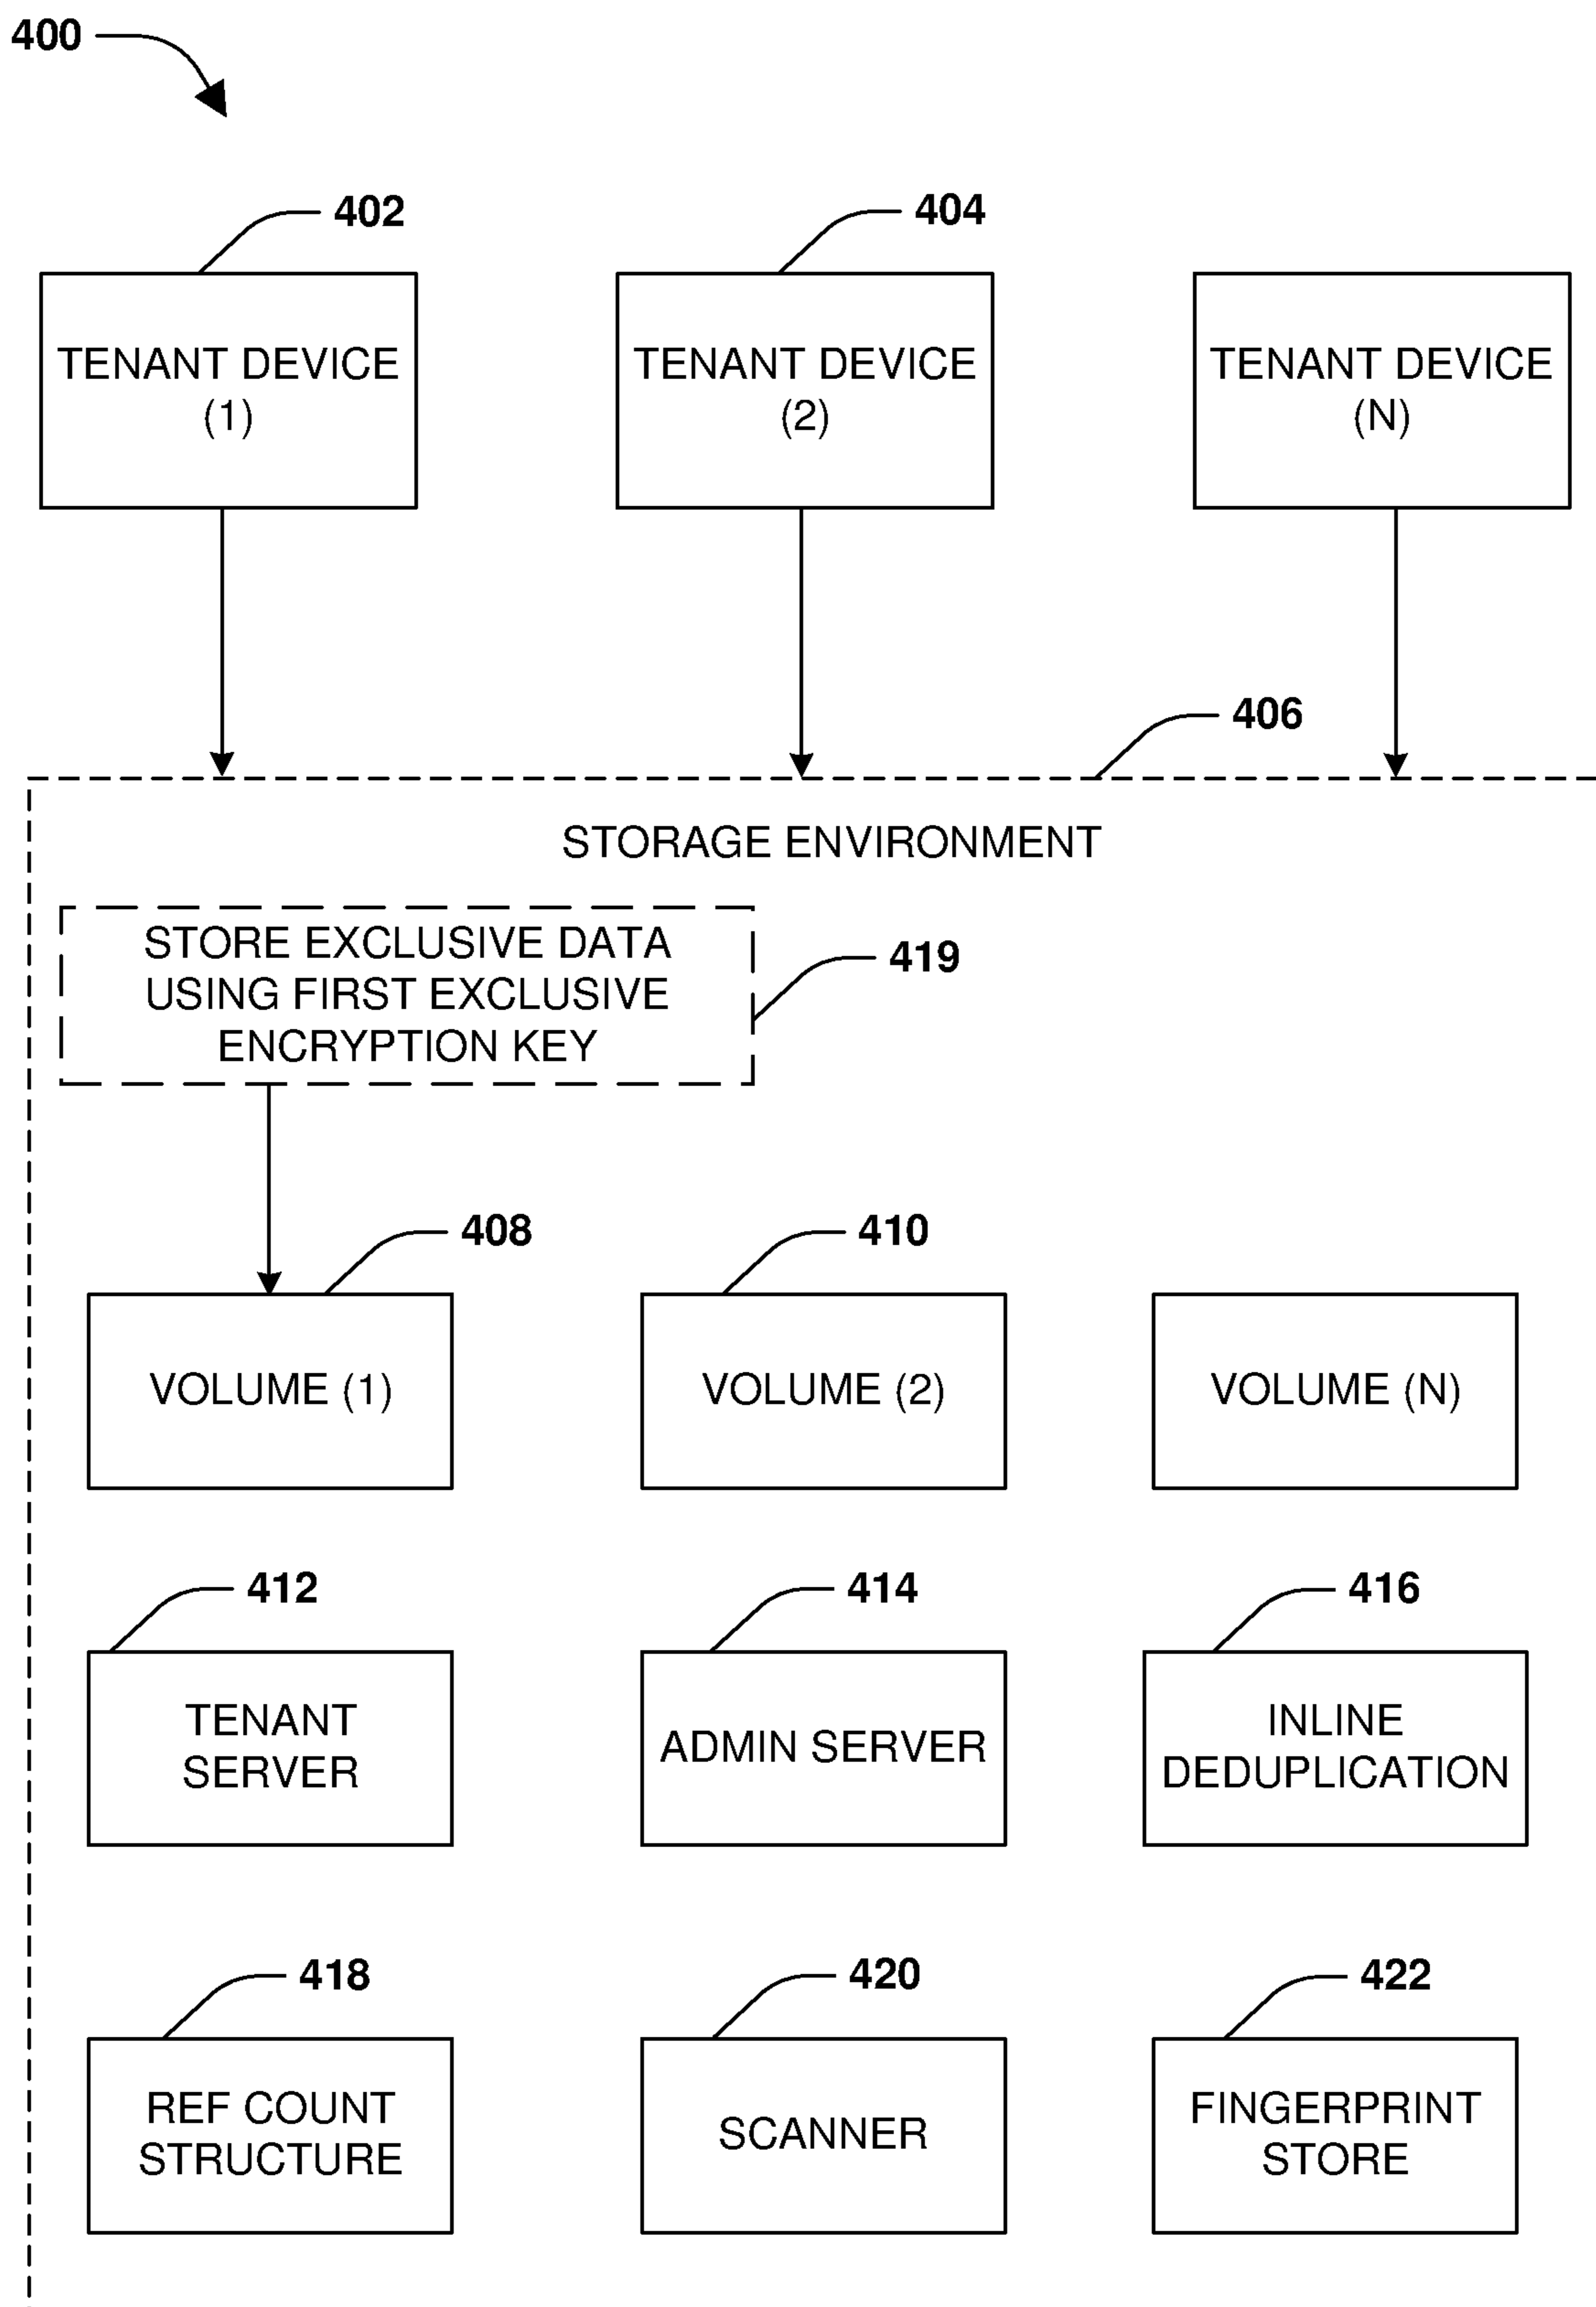 400
402
404
TENANT DEVICE
(1)
TENANT DEVICE
(2)
TENANT DEVICE
(N)
406
STORAGE ENVIRONMENT
STORE EXCLUSIVE DATA
USING FIRST EXCLUSIVE
ENCRYPTION KEY
419
408
410
VOLUME (1)
VOLUME (2)
VOLUME (N)
412
414
416
TENANT
SERVER
ADMIN SERVER
INLINE
DEDUPLICATION
418
420
422
REF COUNT
STRUCTURE
SCANNER
FINGERPRINT
STORE